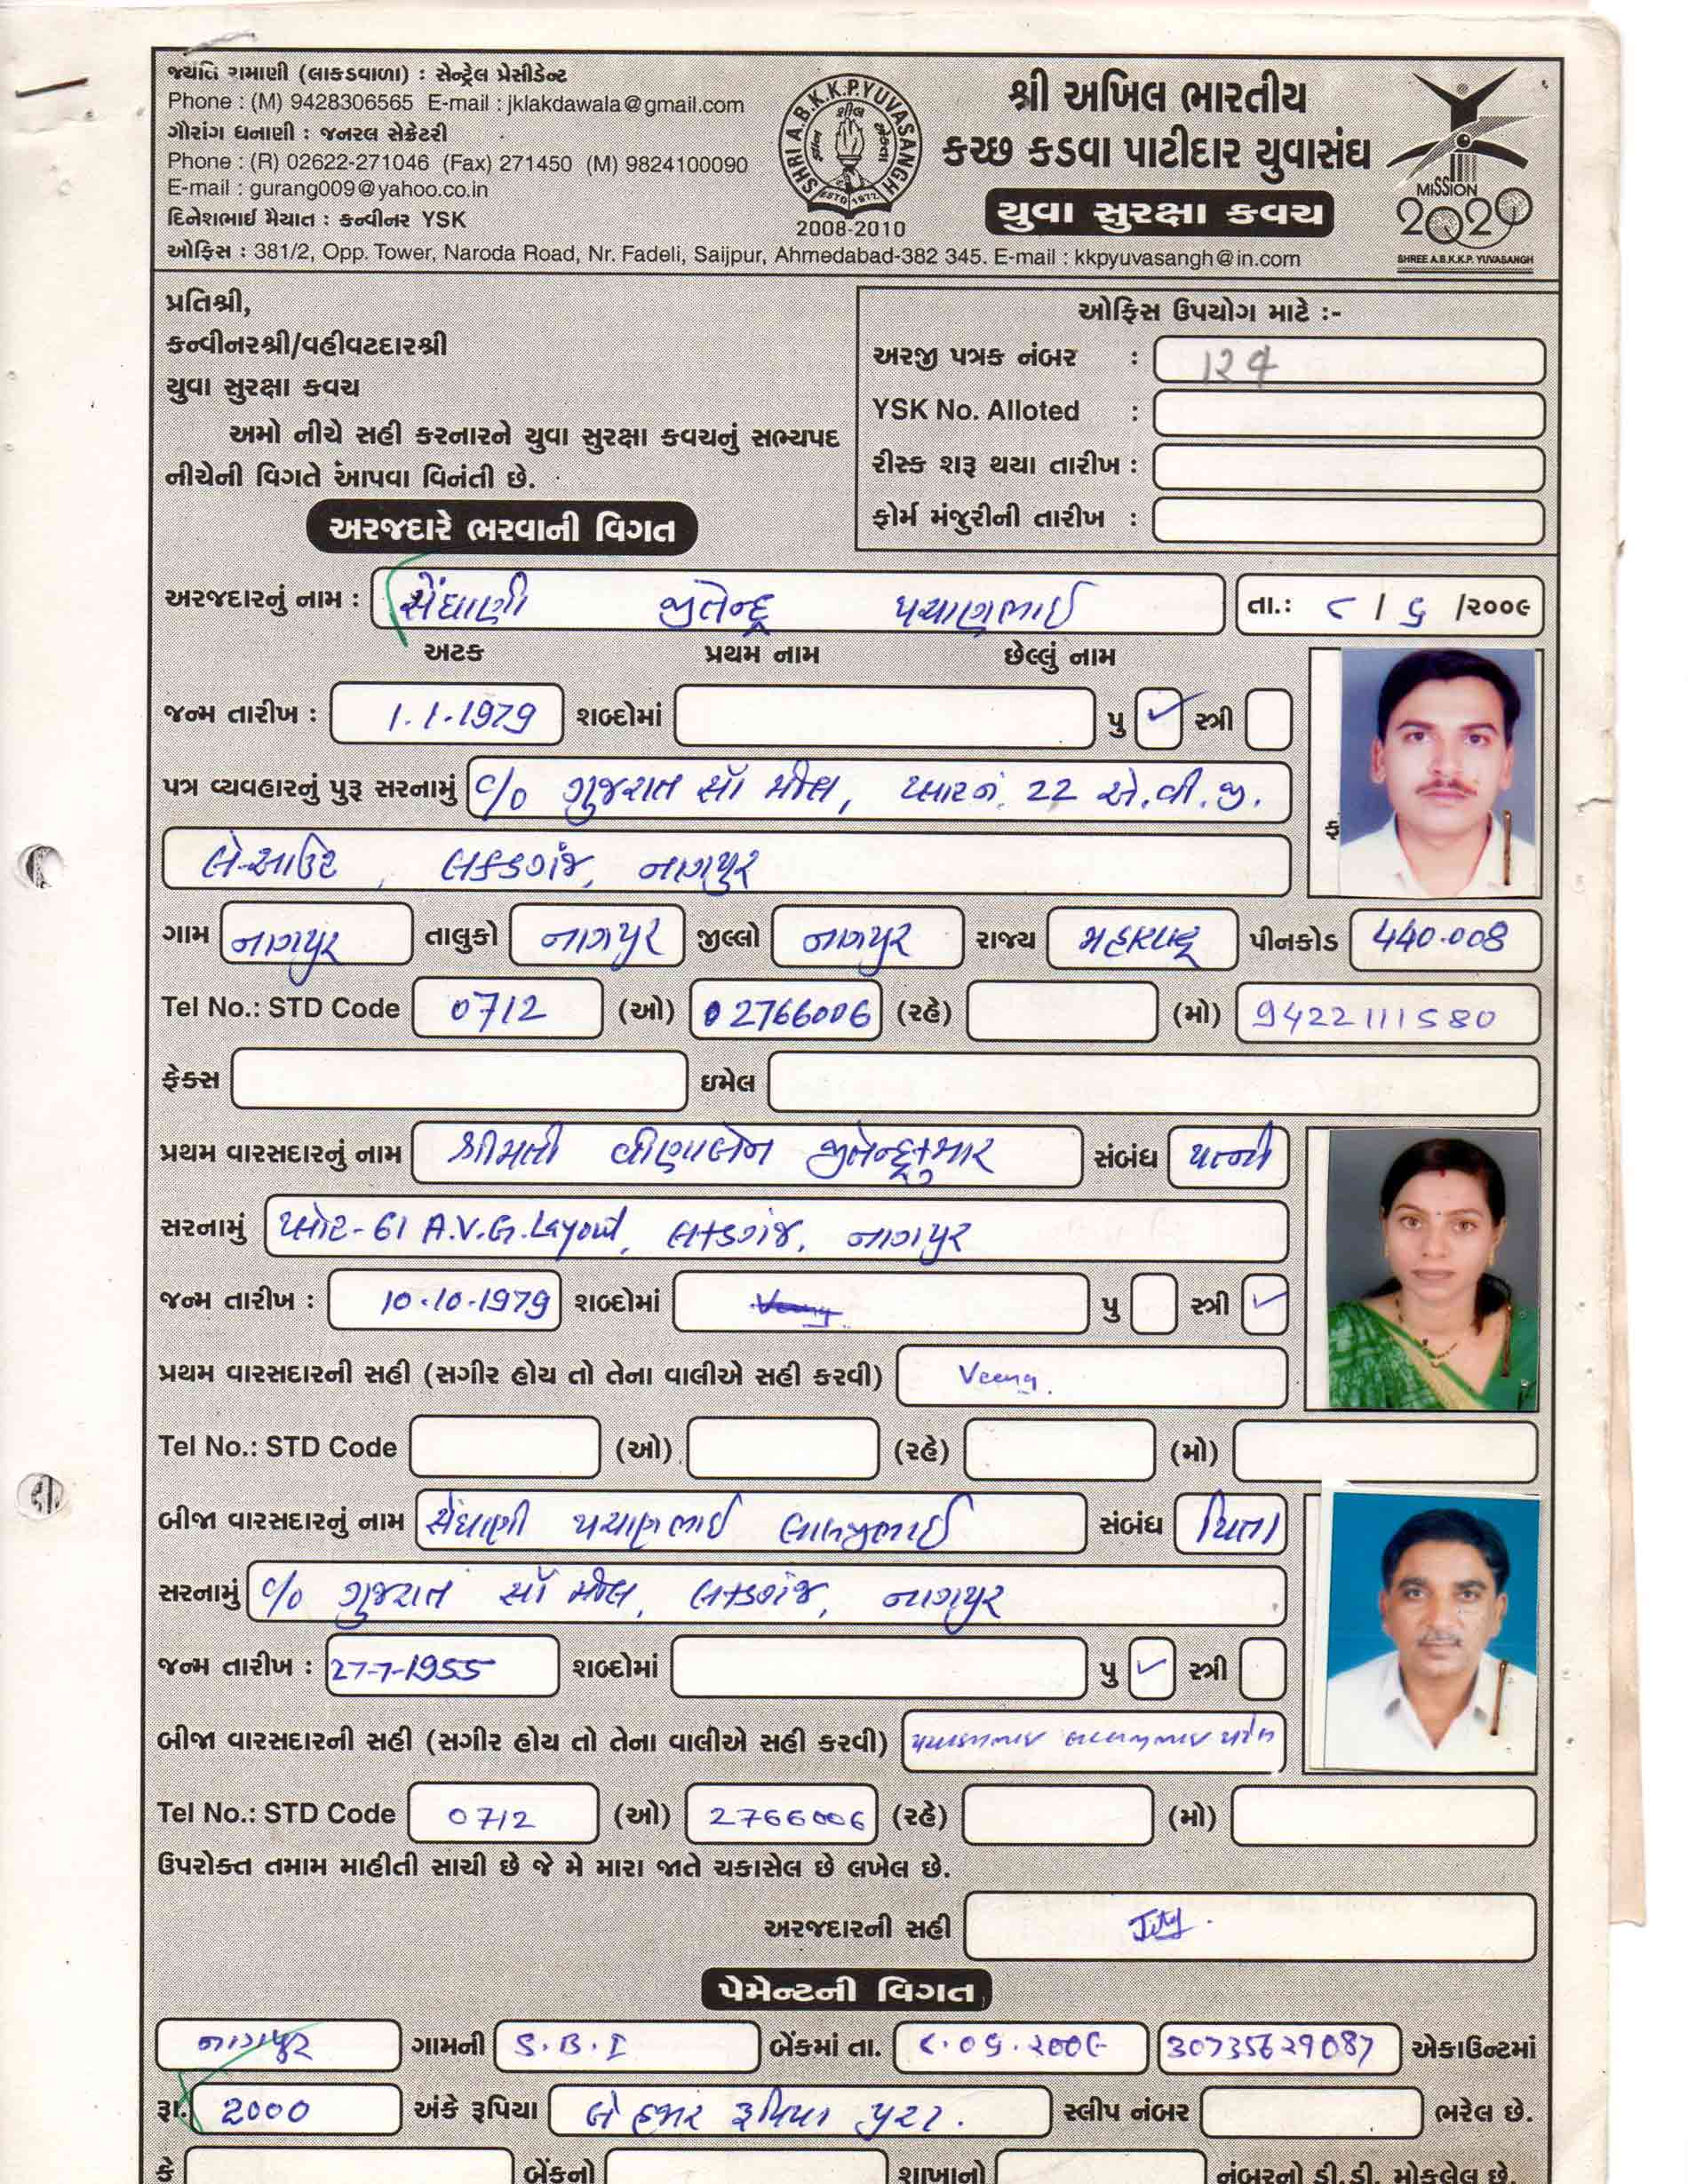 જયંતિ રામાણી (લાકડાવાળા) : સેન્ટ્રેલ પ્રેસીડેન્ટ
Phone : (M) 9428306565 E-mail : jklakdawala@gmail.com
ગૌરાંગ ધનાણી : જનરલ સેક્રેટરી
Phone : (R) 02622-271046 (Fax) 271450 (M) 9824100090
E-mail : gurang009@yahoo.co.in
દિનેશભાઈ મૈયાત : કન્વીનર YSK
SHRI A.B.K.K.P. YUVASANGH
ESTD 1972
2008-2010
શ્રી અખિલ ભારતીય
કચ્છ કડવા પાટીદાર યુવાસંઘ
યુવા સુરક્ષા કવચ
MISSION
2020
SHREE A.B.K.K.P. YUVASANGH
ઓફિસ : 381/2, Opp. Tower, Naroda Road, Nr. Fadeli, Saijpur, Ahmedabad-382 345. E-mail : kkpyuvasangh@in.com
પ્રતિશ્રી,
કન્વીનરશ્રી/વહીવટદારશ્રી
યુવા સુરક્ષા કવચ
અમો નીચે સહી કરનારને યુવા સુરક્ષા કવચનું સભ્યપદ
નીચેની વિગતે આપવા વિનંતી છે.
ઓફિસ ઉપયોગ માટે :-
અરજી પત્રક નંબર : 124
YSK No. Alloted :
રીસ્ક શરૂ થયા તારીખ :
ફોર્મ મંજુરીની તારીખ :
અરજદારે ભરવાની વિગત
અરજદારનું નામ : સેંઘાણી જીતેન્દ્ર પચાણભાઈ તા.: ૮ / ૬ /૨૦૦૯
અટક પ્રથમ નામ છેલ્લું નામ
જન્મ તારીખ : 1.1.1979 શબ્દોમાં પુ ✓ સ્ત્રી
પત્ર વ્યવહારનું પુરૂ સરનામું C/o ગુજરાત સૉ મીલ, પ્લાટ નં. 22 એ.વી.જી.
લે-આઉટ, લકડગંજ, નાગપુર
ગામ નાગપુર તાલુકો નાગપુર જીલ્લો નાગપુર રાજ્ય મહારાષ્ટ્ર પીનકોડ 440.008
Tel No.: STD Code 0712 (ઓ) 02766006 (રહે) (મો) 9422111580
ફેક્સ ઇમેલ
પ્રથમ વારસદારનું નામ શ્રીમતી વીણાબેન જીતેન્દ્રકુમાર સંબંધ પત્ની
સરનામું પ્લોટ-61 A.V.G. Layout, લકડગંજ, નાગપુર
જન્મ તારીખ : 10.10.1979 શબ્દોમાં પુ સ્ત્રી ✓
પ્રથમ વારસદારની સહી (સગીર હોય તો તેના વાલીએ સહી કરવી) Veena.
Tel No.: STD Code (ઓ) (રહે) (મો)
બીજા વારસદારનું નામ સેંઘાણી પચાણભાઈ લાલજીભાઈ સંબંધ પિતા
સરનામું C/o ગુજરાત સૉ મીલ, લકડગંજ, નાગપુર
જન્મ તારીખ : 27-7-1955 શબ્દોમાં પુ ✓ સ્ત્રી
બીજા વારસદારની સહી (સગીર હોય તો તેના વાલીએ સહી કરવી) પચાણભાઈ લાલજીભાઈ પટેલ
Tel No.: STD Code 0712 (ઓ) 2766006 (રહે) (મો)
ઉપરોક્ત તમામ માહીતી સાચી છે જે મે મારા જાતે ચકાસેલ છે લખેલ છે.
અરજદારની સહી
પેમેન્ટની વિગત
નાગપુર ગામની S.B.I બેંકમાં તા. ૮.૦૬.૨૦૦૯ 30735629087 એકાઉન્ટમાં
રૂા. 2000 અંકે રૂપિયા બે હજાર રૂપિયા પુરા. સ્લીપ નંબર ભરેલ છે.
કે બેંકનો શાખાનો નંબરનો ડી.ડી. મોકલેલ છે.